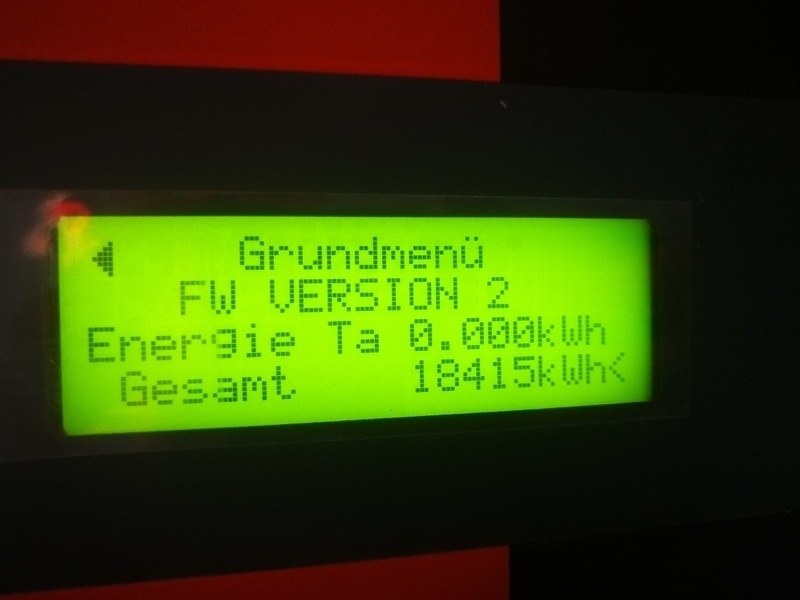 Grundmenü
FW VERSION 2
Energie Ta 0.000kWh
Gesamt 18415kWh<